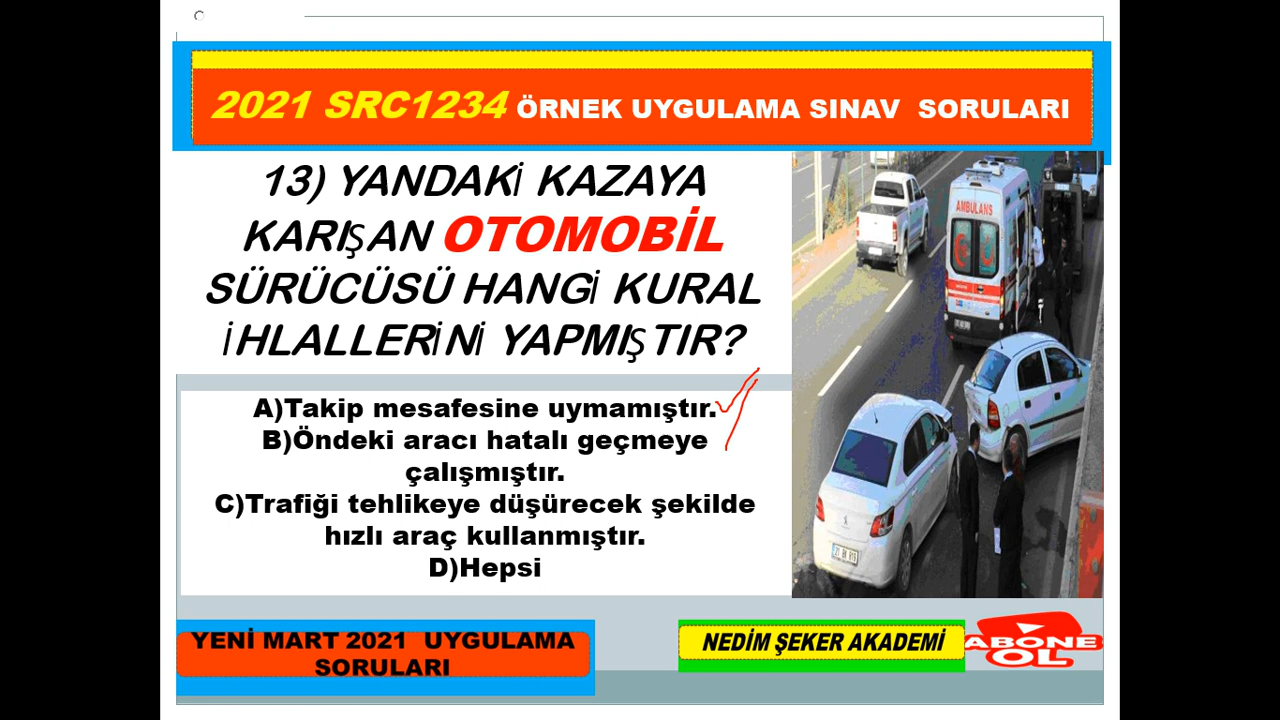 2021 SRC1234 ÖRNEK UYGULAMA SINAV SORULARI
13) YANDAKİ KAZAYA
KARIŞAN OTOMOBİL
SÜRÜCÜSÜ HANGİ KURAL
İHLALLERİNİ YAPMIŞTIR?
A)Takip mesafesine uymamıştır.
B)Öndeki aracı hatalı geçmeye
çalışmıştır.
C)Trafiği tehlikeye düşürecek şekilde
hızlı araç kullanmıştır.
D)Hepsi
AMBULANS
YENİ MART 2021 UYGULAMA
SORULARI
NEDİM ŞEKER AKADEMİ
ABONE
OL